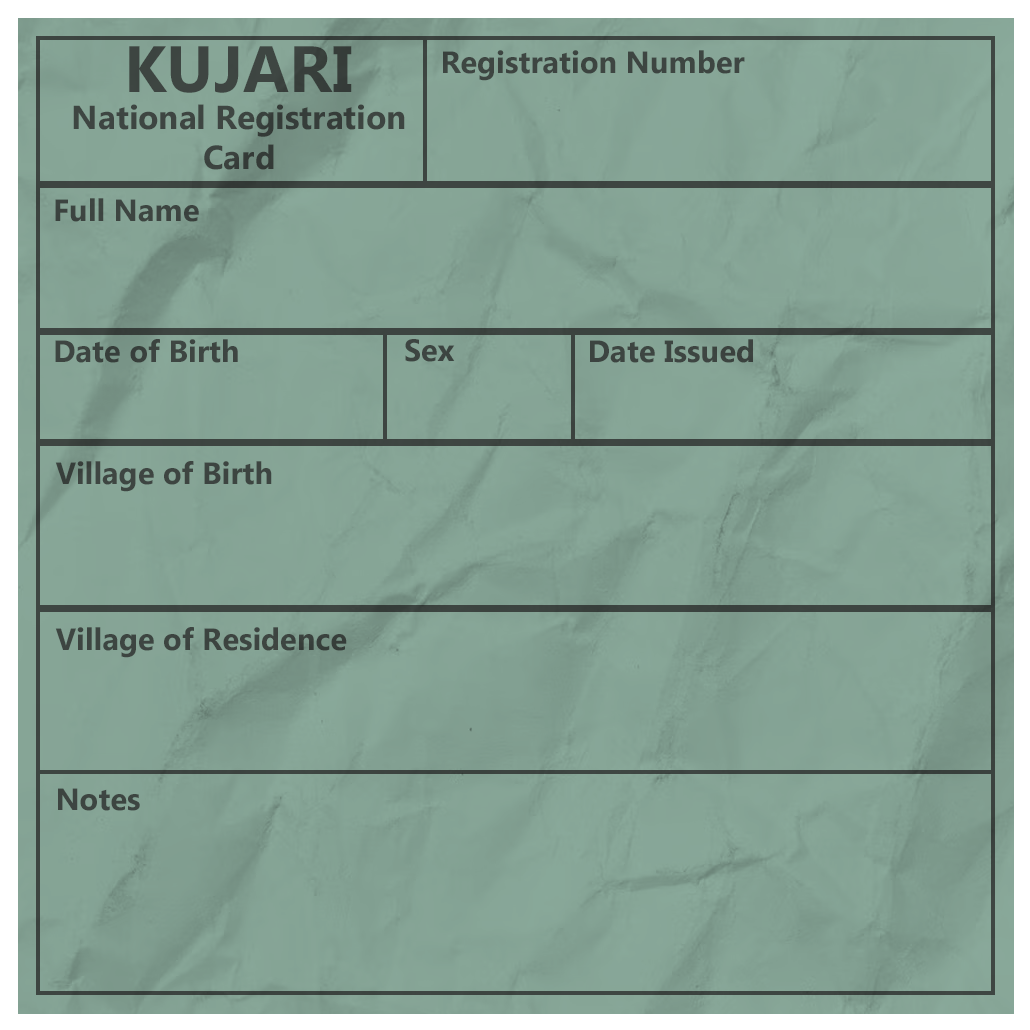 KUJARI
National Registration
Card
Registration Number
Full Name
Date of Birth
Sex
Date Issued
Village of Birth
Village of Residence
Notes